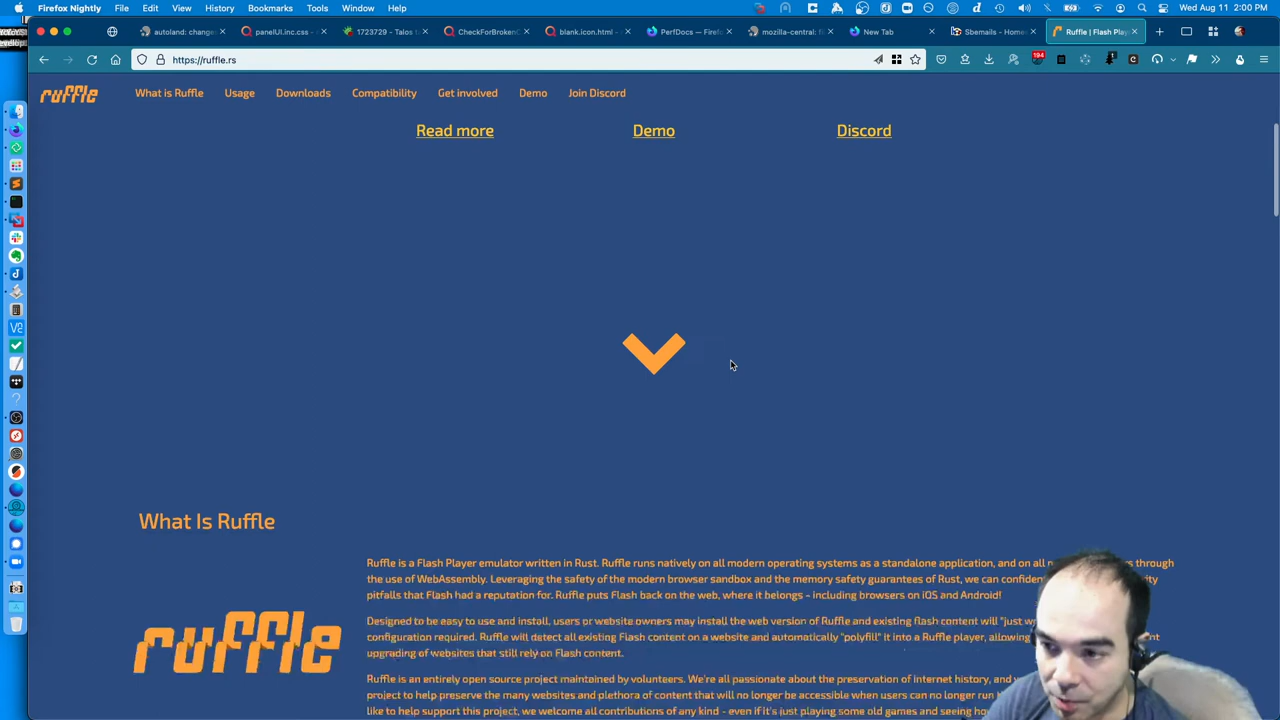 Firefox Nightly File Edit View History Bookmarks Tools Window Help Wed Aug 11 2:00 PM
autoland: change panelUI.inc.css - 1723729 - Talos t CheckForBrokenC blank.icon.html - PerfDocs — Firefo mozilla-central: fi New Tab Sbemails - Home Ruffle | Flash Play
https://ruffle.rs 194
ruffle What is Ruffle Usage Downloads Compatibility Get involved Demo Join Discord
Read more Demo Discord
What Is Ruffle
Ruffle is a Flash Player emulator written in Rust. Ruffle runs natively on all modern operating systems as a standalone application, and on all through
the use of WebAssembly. Leveraging the safety of the modern browser sandbox and the memory safety guarantees of Rust, we can confident
pitfalls that Flash had a reputation for. Ruffle puts Flash back on the web, where it belongs - including browsers on iOS and Android!
Designed to be easy to use and install, users or website owners may install the web version of Ruffle and existing flash content will "just w
configuration required. Ruffle will detect all existing Flash content on a website and automatically "polyfill" it into a Ruffle player, allowing
upgrading of websites that still rely on Flash content.
ruffle
Ruffle is an entirely open source project maintained by volunteers. We're all passionate about the preservation of internet history, and
project to help preserve the many websites and plethora of content that will no longer be accessible when users can no longer run
like to help support this project, we welcome all contributions of any kind - even if it's just playing some old games and seeing